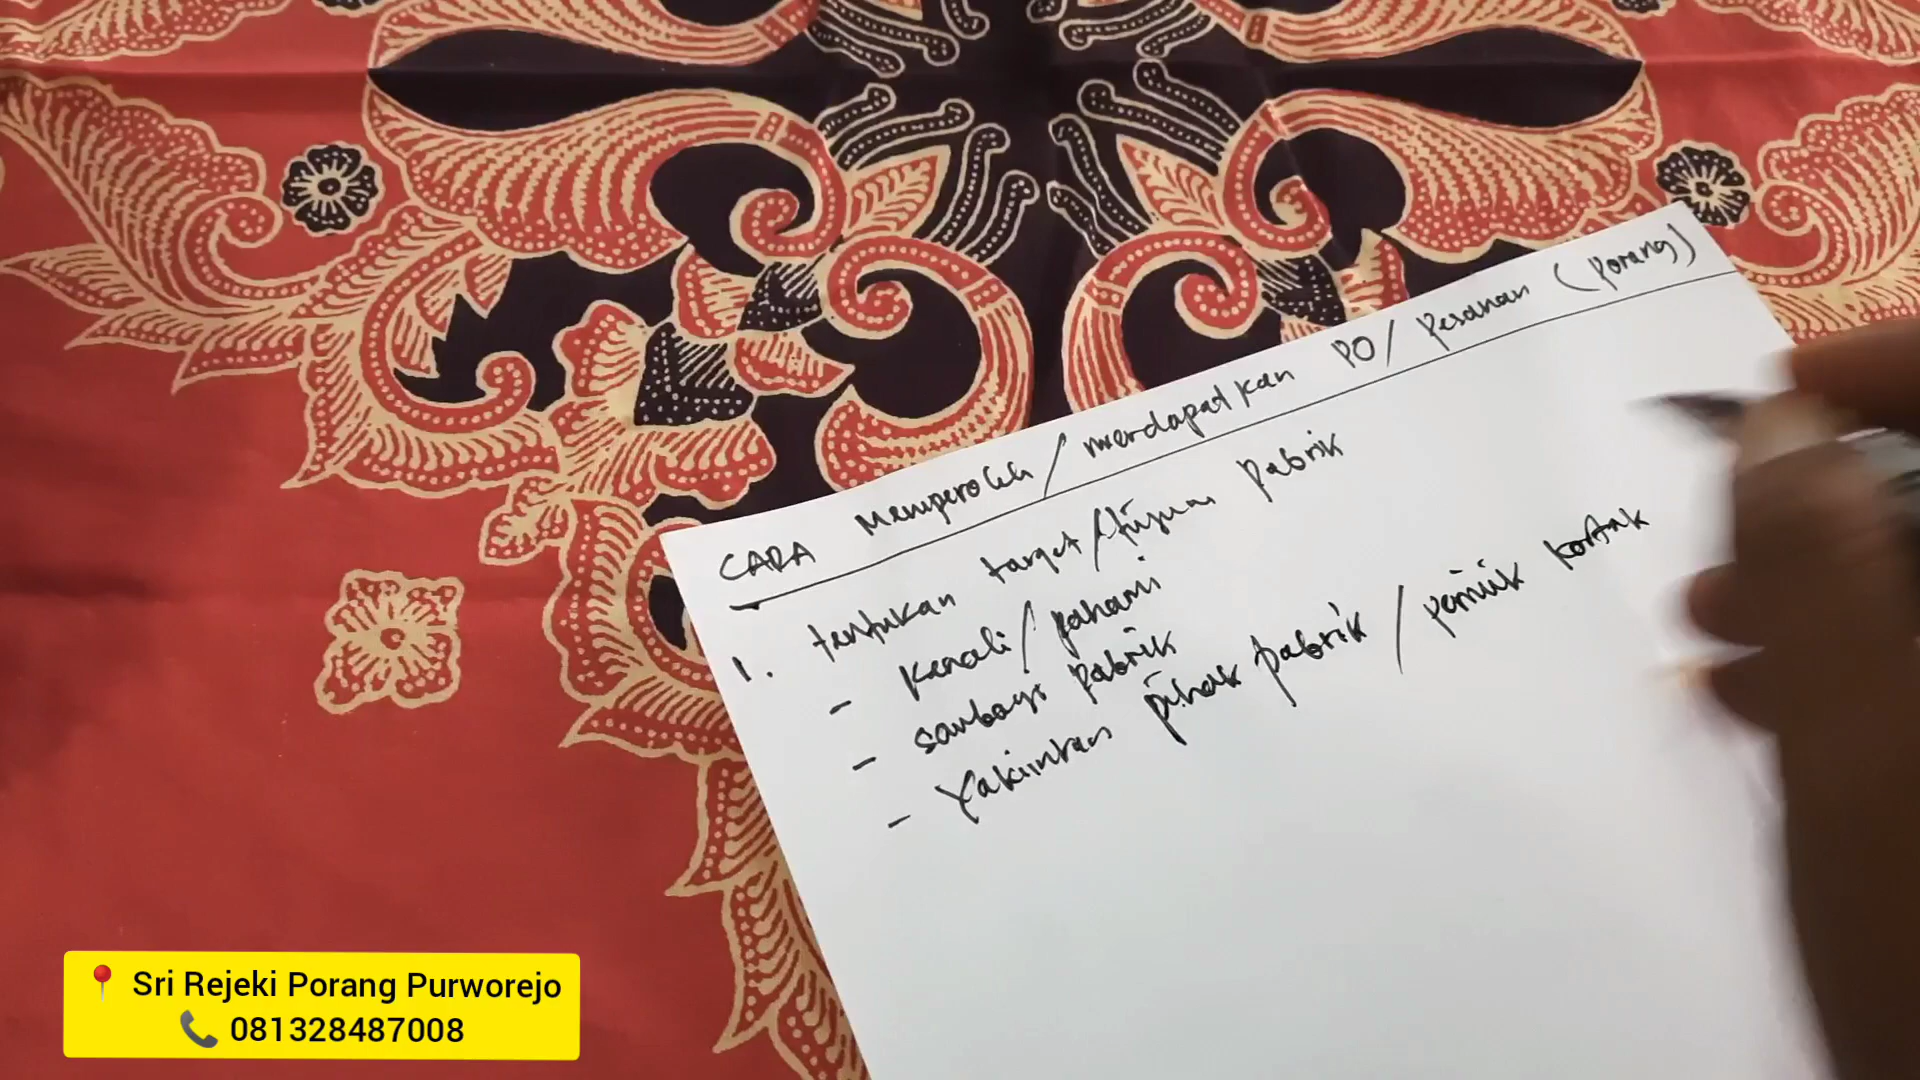 CARA Memperoleh / mendapatkan PO / Pesanan (Porang)
1. tentukan target / tujuan Pabrik
- Kenali / pahami
- sambangi Pabrik
- Yakinkan pihak pabrik / pemilik kontrak
Sri Rejeki Porang Purworejo
081328487008